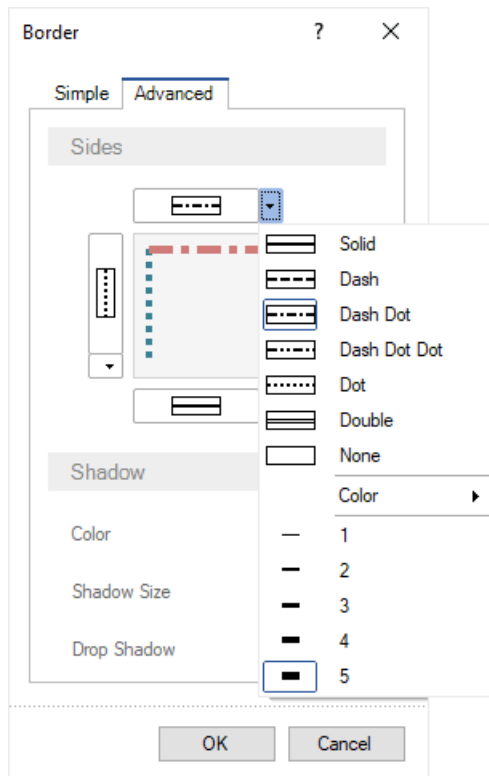 Border ?
Simple Advanced
Sides
Solid
Dash
Dash Dot
Dash Dot Dot
Dot
Double
None
Color
1
2
3
4
5
Shadow
Color
Shadow Size
Drop Shadow
OK Cancel